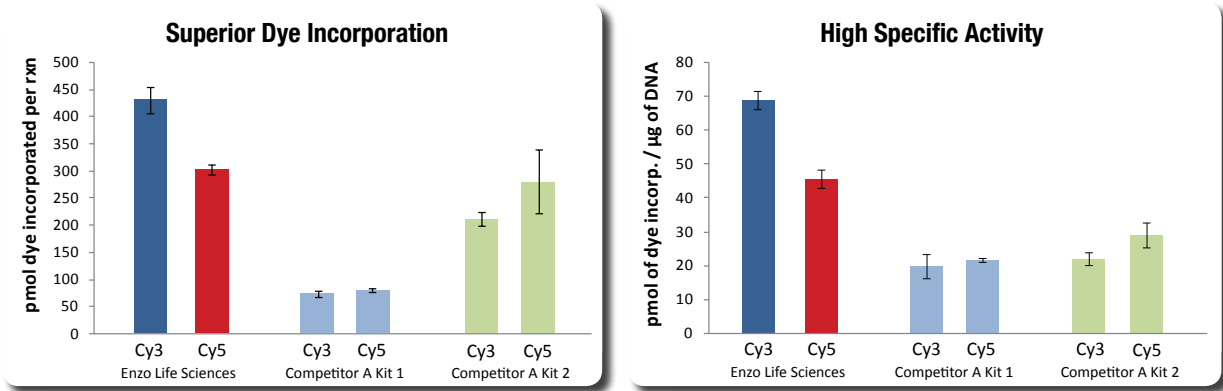 Superior Dye Incorporation
pmol dye incorporated per rxn
500
450
400
350
300
250
200
150
100
50
0
Cy3 Cy5 Cy3 Cy5 Cy3 Cy5
Enzo Life Sciences Competitor A Kit 1 Competitor A Kit 2
High Specific Activity
pmol of dye incorp. / µg of DNA
80
70
60
50
40
30
20
10
0
Cy3 Cy5 Cy3 Cy5 Cy3 Cy5
Enzo Life Sciences Competitor A Kit 1 Competitor A Kit 2